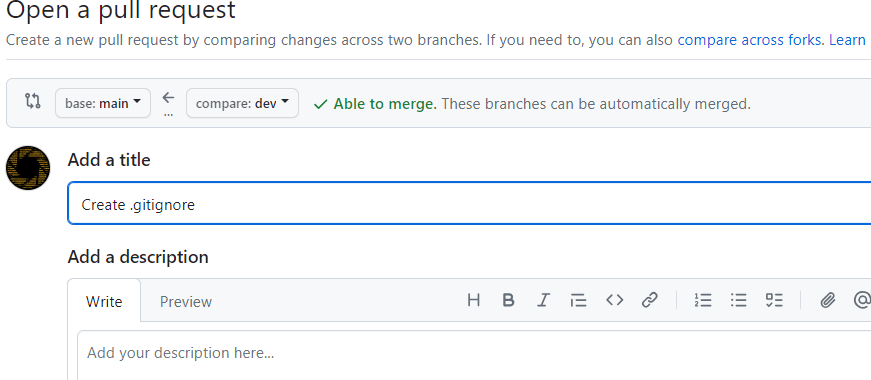 Open a pull request
Create a new pull request by comparing changes across two branches. If you need to, you can also compare across forks. Learn
base: main ... compare: dev Able to merge. These branches can be automatically merged.
Add a title
Create .gitignore
Add a description
Write Preview
Add your description here...